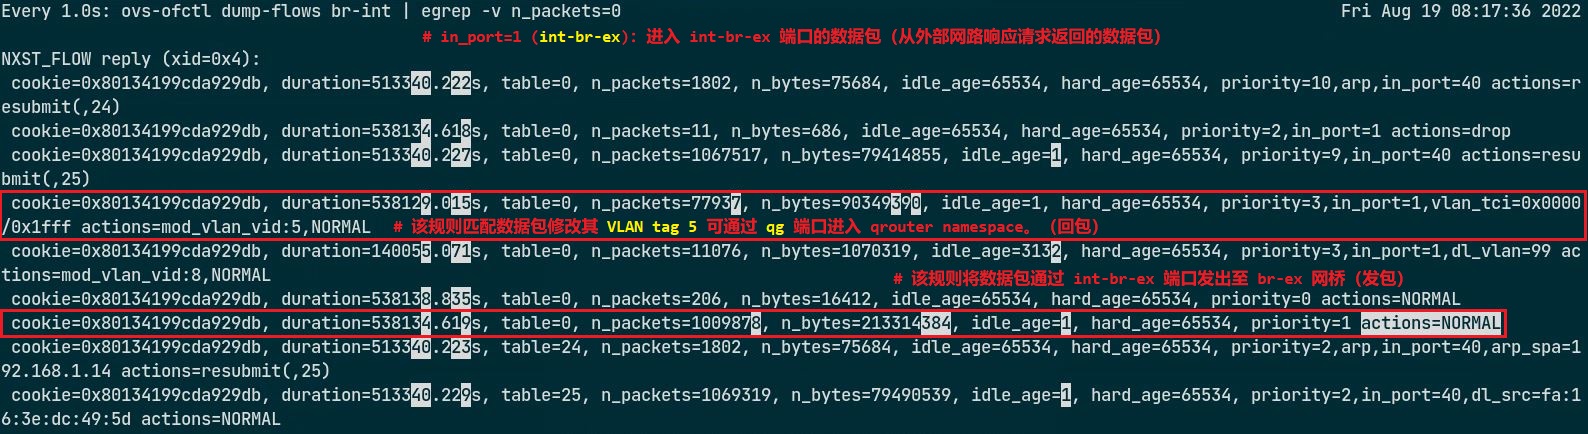 Every 1.0s: ovs-ofctl dump-flows br-int | egrep -v n_packets=0 Fri Aug 19 08:17:36 2022
# in_port=1 (int-br-ex): 进入 int-br-ex 端口的数据包（从外部网路响应请求返回的数据包）
NXST_FLOW reply (xid=0x4):
cookie=0x80134199cda929db, duration=513340.222s, table=0, n_packets=1802, n_bytes=75684, idle_age=65534, hard_age=65534, priority=10,arp,in_port=40 actions=r
esubmit(,24)
cookie=0x80134199cda929db, duration=538134.618s, table=0, n_packets=11, n_bytes=686, idle_age=65534, hard_age=65534, priority=2,in_port=1 actions=drop
cookie=0x80134199cda929db, duration=513340.227s, table=0, n_packets=1067517, n_bytes=79414855, idle_age=1, hard_age=65534, priority=9,in_port=40 actions=resu
bmit(,25)
cookie=0x80134199cda929db, duration=538129.015s, table=0, n_packets=77937, n_bytes=90349390, idle_age=1, hard_age=65534, priority=3,in_port=1,vlan_tci=0x0000
/0x1fff actions=mod_vlan_vid:5,NORMAL # 该规则匹配数据包修改其 VLAN tag 5 可通过 qg 端口进入 qrouter namespace。（回包）
cookie=0x80134199cda929db, duration=140055.071s, table=0, n_packets=11076, n_bytes=1070319, idle_age=3132, hard_age=65534, priority=3,in_port=1,dl_vlan=99 ac
tions=mod_vlan_vid:8,NORMAL # 该规则将数据包通过 int-br-ex 端口发出至 br-ex 网桥（发包）
cookie=0x80134199cda929db, duration=538138.835s, table=0, n_packets=206, n_bytes=16412, idle_age=65534, hard_age=65534, priority=0 actions=NORMAL
cookie=0x80134199cda929db, duration=538134.619s, table=0, n_packets=1009878, n_bytes=213314384, idle_age=1, hard_age=65534, priority=1 actions=NORMAL
cookie=0x80134199cda929db, duration=513340.223s, table=24, n_packets=1802, n_bytes=75684, idle_age=65534, hard_age=65534, priority=2,arp,in_port=40,arp_spa=1
92.168.1.14 actions=resubmit(,25)
cookie=0x80134199cda929db, duration=513340.229s, table=25, n_packets=1069319, n_bytes=79490539, idle_age=1, hard_age=65534, priority=2,in_port=40,dl_src=fa:1
6:3e:dc:49:5d actions=NORMAL